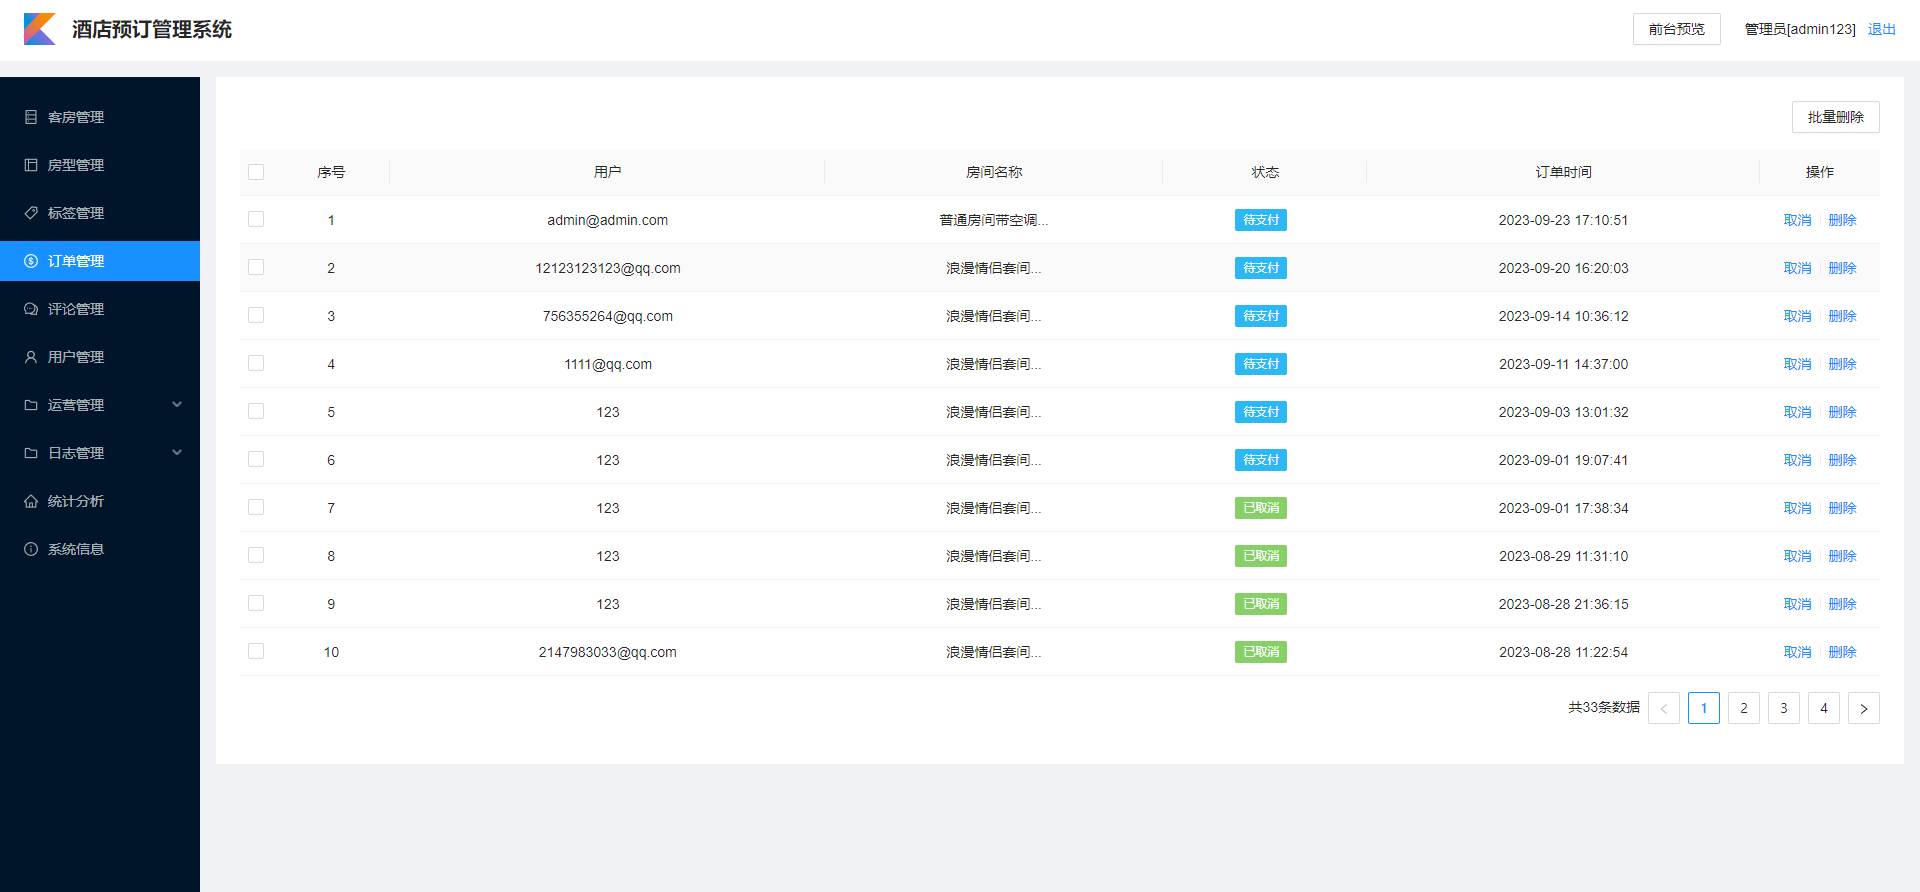 酒店预订管理系统
前台预览 管理员[admin123] 退出
客房管理
房型管理
标签管理
订单管理
评论管理
用户管理
运营管理
日志管理
统计分析
系统信息
批量删除
序号 用户 房间名称 状态 订单时间 操作
1 admin@admin.com 普通房间带空调... 待支付 2023-09-23 17:10:51 取消 删除
2 12123123123@qq.com 浪漫情侣套间... 待支付 2023-09-20 16:20:03 取消 删除
3 756355264@qq.com 浪漫情侣套间... 待支付 2023-09-14 10:36:12 取消 删除
4 1111@qq.com 浪漫情侣套间... 待支付 2023-09-11 14:37:00 取消 删除
5 123 浪漫情侣套间... 待支付 2023-09-03 13:01:32 取消 删除
6 123 浪漫情侣套间... 待支付 2023-09-01 19:07:41 取消 删除
7 123 浪漫情侣套间... 已取消 2023-09-01 17:38:34 取消 删除
8 123 浪漫情侣套间... 已取消 2023-08-29 11:31:10 取消 删除
9 123 浪漫情侣套间... 已取消 2023-08-28 21:36:15 取消 删除
10 2147983033@qq.com 浪漫情侣套间... 已取消 2023-08-28 11:22:54 取消 删除
共33条数据 < 1 2 3 4 >